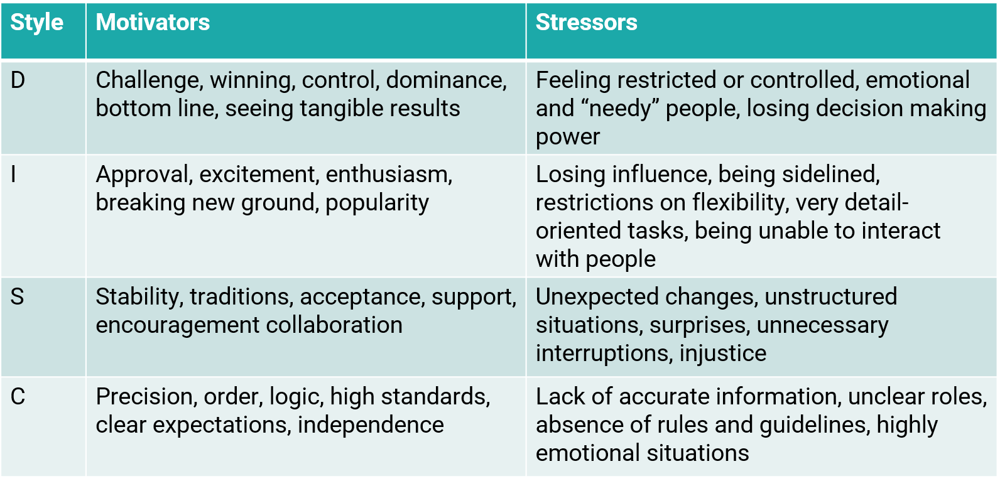 Style Motivators Stressors
D Challenge, winning, control, dominance, Feeling restricted or controlled, emotional
bottom line, seeing tangible results and “needy” people, losing decision making
power
I Approval, excitement, enthusiasm, Losing influence, being sidelined,
breaking new ground, popularity restrictions on flexibility, very detail-
oriented tasks, being unable to interact
with people
S Stability, traditions, acceptance, support, Unexpected changes, unstructured
encouragement collaboration situations, surprises, unnecessary
interruptions, injustice
C Precision, order, logic, high standards, Lack of accurate information, unclear roles,
clear expectations, independence absence of rules and guidelines, highly
emotional situations